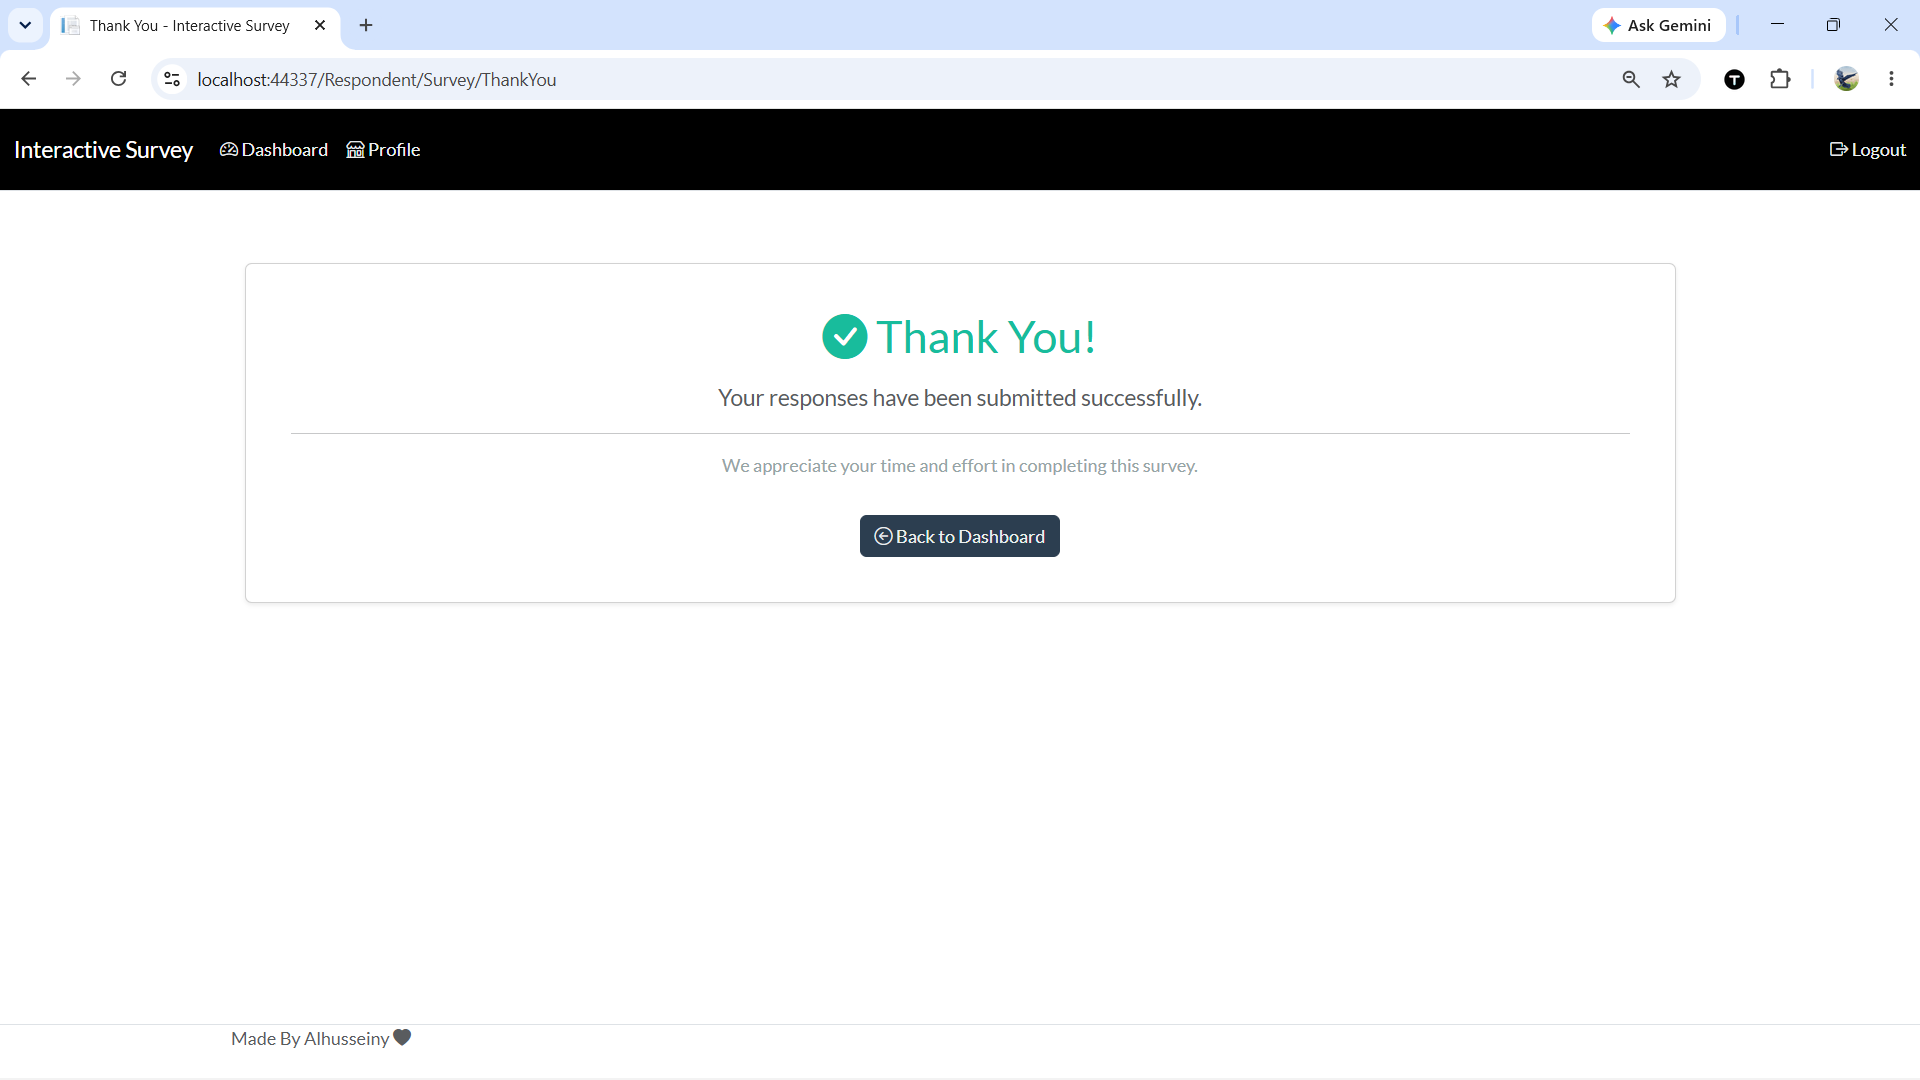 Thank You - Interactive Survey
Ask Gemini
localhost:44337/Respondent/Survey/ThankYou
T
Interactive Survey Dashboard Profile Logout
Thank You!
Your responses have been submitted successfully.
We appreciate your time and effort in completing this survey.
Back to Dashboard
Made By Alhusseiny